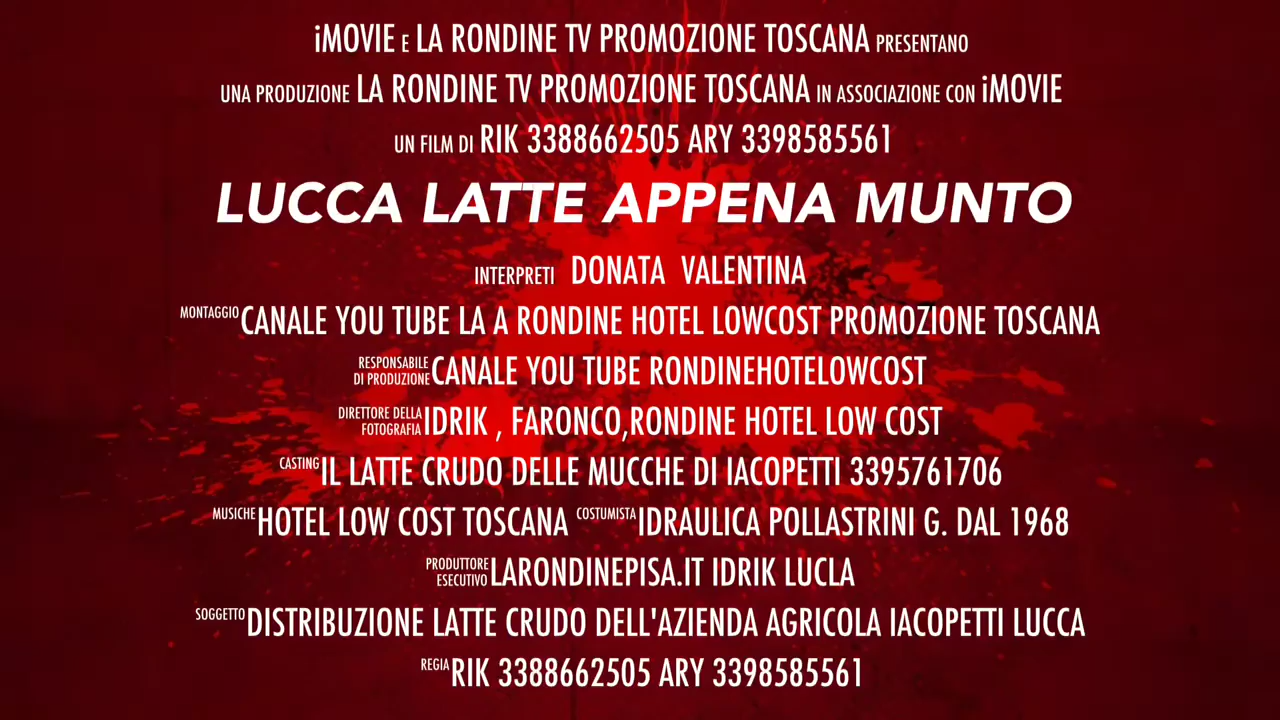 iMOVIE E LA RONDINE TV PROMOZIONE TOSCANA PRESENTANO
UNA PRODUZIONE LA RONDINE TV PROMOZIONE TOSCANA IN ASSOCIAZIONE CON iMOVIE
UN FILM DI RIK 3388662505 ARY 3398585561
LUCCA LATTE APPENA MUNTO
INTERPRETI DONATA VALENTINA
MONTAGGIO CANALE YOU TUBE LA A RONDINE HOTEL LOWCOST PROMOZIONE TOSCANA
RESPONSABILE DI PRODUZIONE CANALE YOU TUBE RONDINEHOTELOWCOST
DIRETTORE DELLA FOTOGRAFIA IDRIK , FARONCO,RONDINE HOTEL LOW COST
CASTING IL LATTE CRUDO DELLE MUCCHE DI IACOPETTI 3395761706
MUSICHE HOTEL LOW COST TOSCANA COSTUMISTA IDRAULICA POLLASTRINI G. DAL 1968
PRODUTTORE ESECUTIVO LARONDINEPISA.IT IDRIK LUCLA
SOGGETTO DISTRIBUZIONE LATTE CRUDO DELL'AZIENDA AGRICOLA IACOPETTI LUCCA
REGIA RIK 3388662505 ARY 3398585561